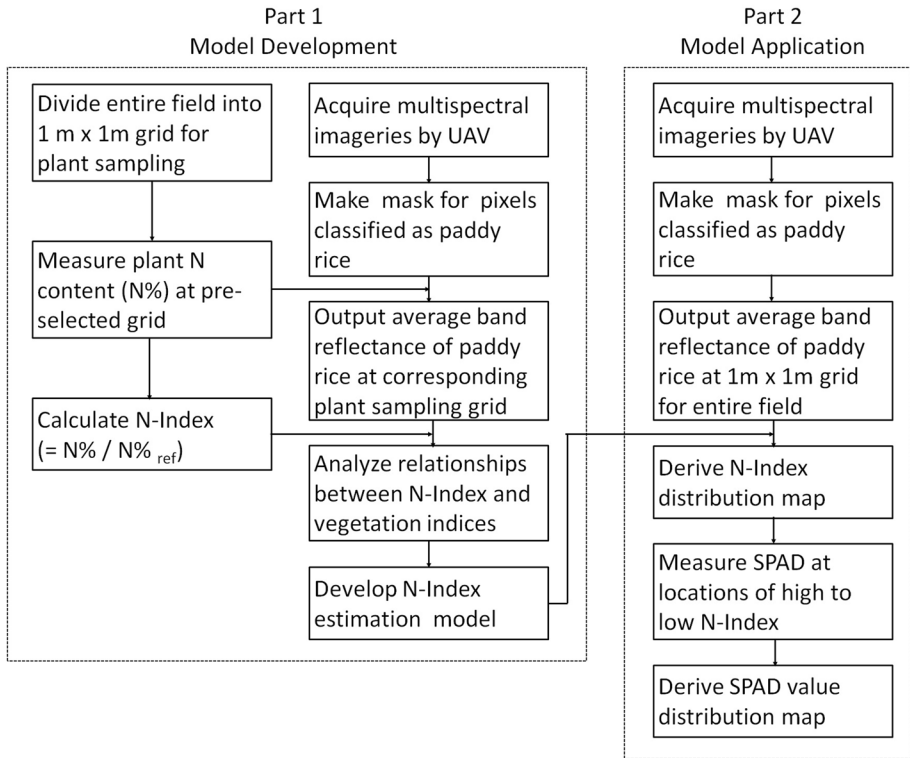 Part 1
Model Development
Divide entire field into
1 m x 1m grid for
plant sampling
Measure plant N
content (N%) at pre-
selected grid
Calculate N-Index
(= N% / N% ref)
Acquire multispectral
imageries by UAV
Make mask for pixels
classified as paddy
rice
Output average band
reflectance of paddy
rice at corresponding
plant sampling grid
Analyze relationships
between N-Index and
vegetation indices
Develop N-Index
estimation model
Part 2
Model Application
Acquire multispectral
imageries by UAV
Make mask for pixels
classified as paddy
rice
Output average band
reflectance of paddy
rice at 1m x 1m grid
for entire field
Derive N-Index
distribution map
Measure SPAD at
locations of high to
low N-Index
Derive SPAD value
distribution map